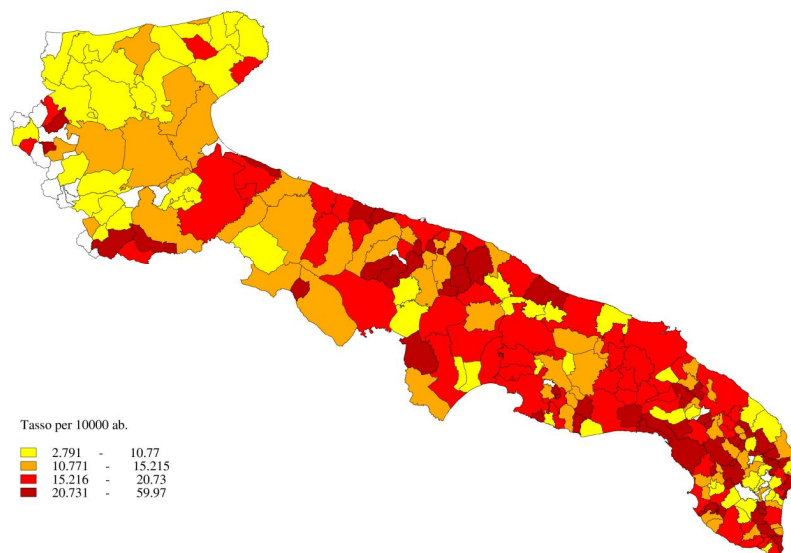 Tasso per 10000 ab.
2.791 - 10.77
10.771 - 15.215
15.216 - 20.73
20.731 - 59.97